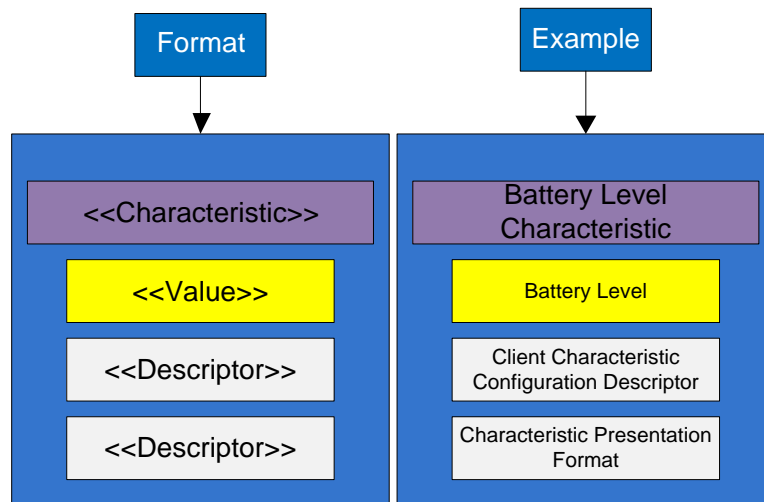 Format
Example
<<Characteristic>>
<<Value>>
<<Descriptor>>
<<Descriptor>>
Battery Level
Characteristic
Battery Level
Client Characteristic
Configuration Descriptor
Characteristic Presentation
Format